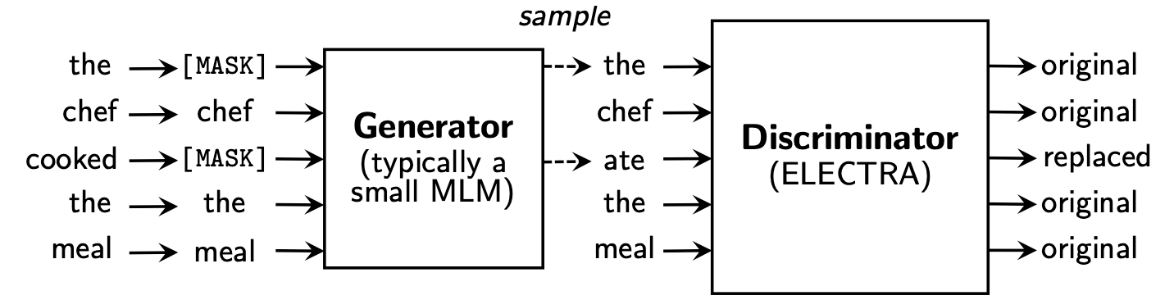 sample
the [MASK] the original
chef chef Generator chef original
cooked [MASK] (typically a small MLM) ate Discriminator (ELECTRA) replaced
the the the original
meal meal meal original